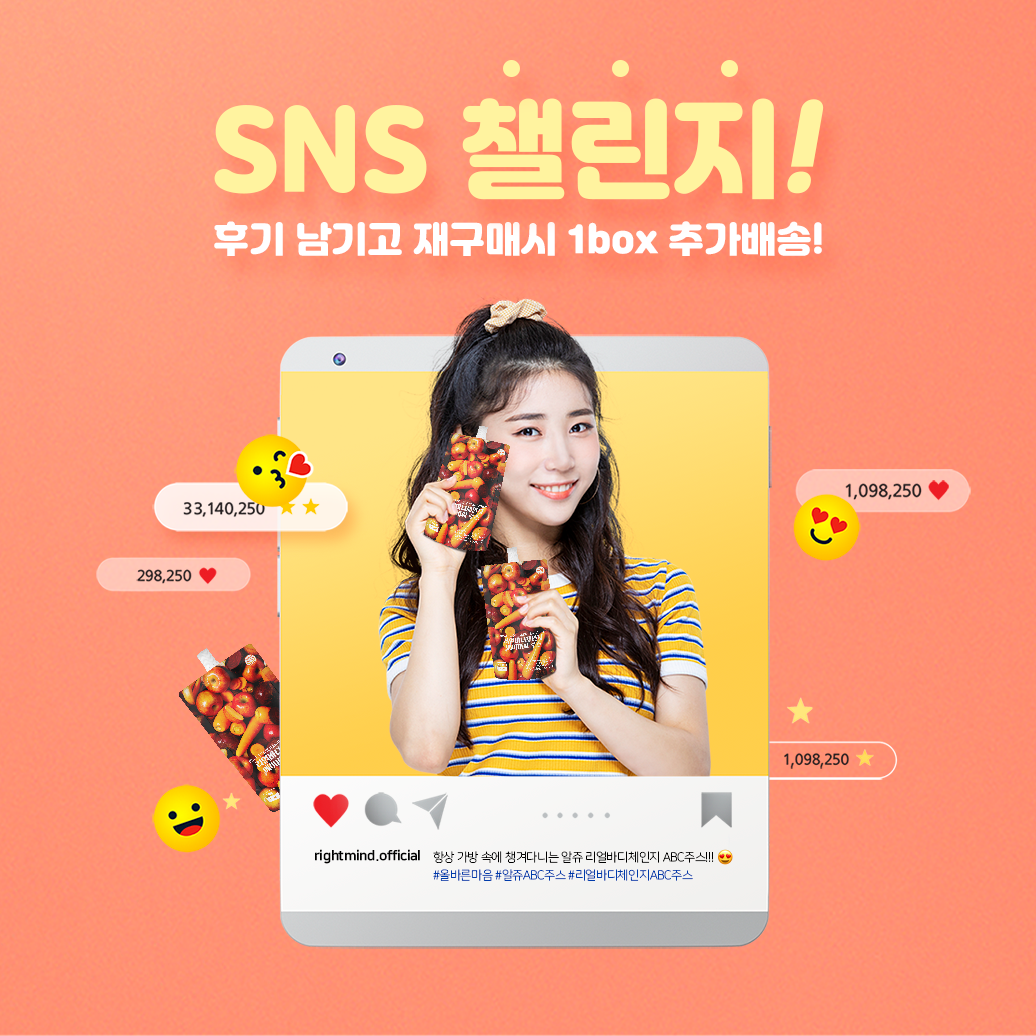 SNS 챌린지!
후기 남기고 재구매시 1box 추가배송!
33,140,250
1,098,250
298,250
1,098,250
rightmind.official 항상 가방 속에 챙겨다니는 알쥬 리얼바디체인지 ABC주스!!!
#올바른마음 #알쥬ABC주스 #리얼바디체인지ABC주스